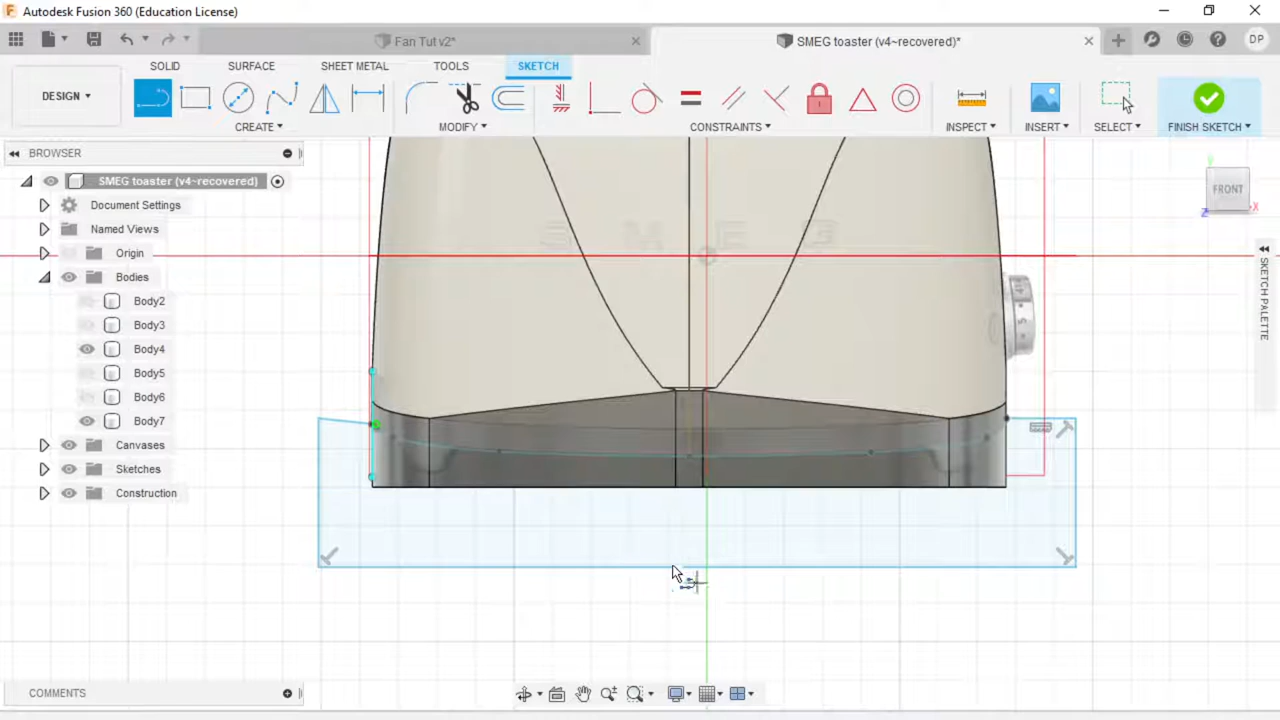 Autodesk Fusion 360 (Education License)
Fan Tut v2*
SMEG toaster (v4~recovered)*
DP
SOLID
SURFACE
SHEET METAL
TOOLS
SKETCH
DESIGN
CREATE
MODIFY
CONSTRAINTS
INSPECT
INSERT
SELECT
FINISH SKETCH
BROWSER
SMEG toaster (v4~recovered)
Document Settings
Named Views
Origin
Bodies
Body2
Body3
Body4
Body5
Body6
Body7
Canvases
Sketches
Construction
S M E G
FRONT
Y
Z
X
SKETCH PALETTE
COMMENTS